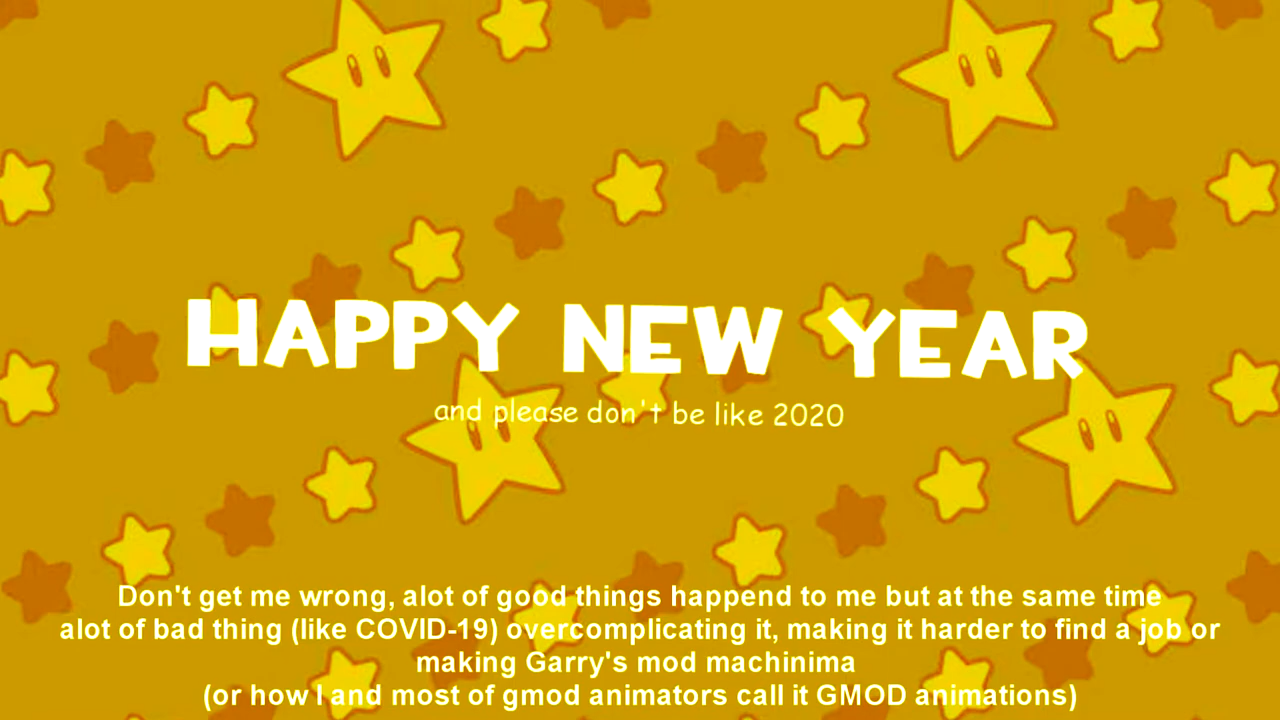 HAPPY NEW YEAR
and please don't be like 2020
Don't get me wrong, alot of good things happend to me but at the same time
alot of bad thing (like COVID-19) overcomplicating it, making it harder to find a job or
making Garry's mod machinima
(or how I and most of gmod animators call it GMOD animations)